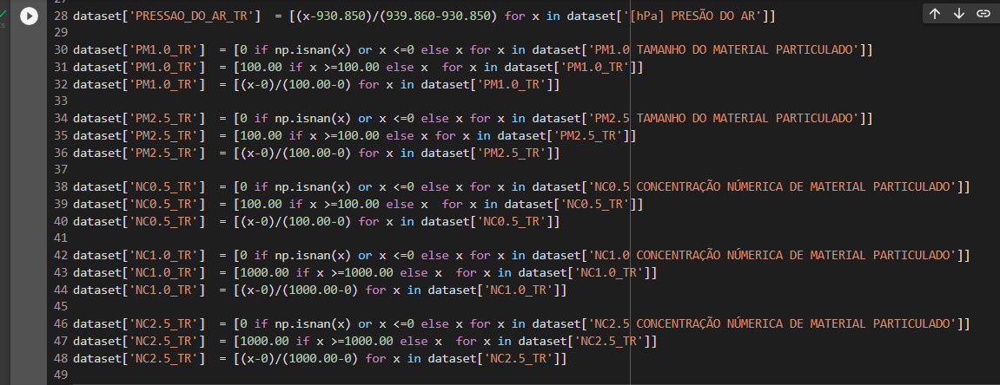 28 dataset['PRESSAO_DO_AR_TR']  = [(x-930.850)/(939.860-930.850) for x in dataset['[hPa] PRESÃO DO AR']]
29
30 dataset['PM1.0_TR']  = [0 if np.isnan(x) or x <=0 else x for x in dataset['PM1.0 TAMANHO DO MATERIAL PARTICULADO']]
31 dataset['PM1.0_TR']  = [100.00 if x >=100.00 else x  for x in dataset['PM1.0_TR']]
32 dataset['PM1.0_TR']  = [(x-0)/(100.00-0) for x in dataset['PM1.0_TR']]
33
34 dataset['PM2.5_TR']  = [0 if np.isnan(x) or x <=0 else x for x in dataset['PM2.5 TAMANHO DO MATERIAL PARTICULADO']]
35 dataset['PM2.5_TR']  = [100.00 if x >=100.00 else x for x in dataset['PM2.5_TR']]
36 dataset['PM2.5_TR']  = [(x-0)/(100.00-0) for x in dataset['PM2.5_TR']]
37
38 dataset['NC0.5_TR']  = [0 if np.isnan(x) or x <=0 else x for x in dataset['NC0.5 CONCENTRAÇÃO NÚMERICA DE MATERIAL PARTICULADO']]
39 dataset['NC0.5_TR']  = [100.00 if x >=100.00 else x  for x in dataset['NC0.5_TR']]
40 dataset['NC0.5_TR']  = [(x-0)/(100.00-0) for x in dataset['NC0.5_TR']]
41
42 dataset['NC1.0_TR']  = [0 if np.isnan(x) or x <=0 else x for x in dataset['NC1.0 CONCENTRAÇÃO NÚMERICA DE MATERIAL PARTICULADO']]
43 dataset['NC1.0_TR']  = [1000.00 if x >=1000.00 else x  for x in dataset['NC1.0_TR']]
44 dataset['NC1.0_TR']  = [(x-0)/(1000.00-0) for x in dataset['NC1.0_TR']]
45
46 dataset['NC2.5_TR']  = [0 if np.isnan(x) or x <=0 else x for x in dataset['NC2.5 CONCENTRAÇÃO NÚMERICA DE MATERIAL PARTICULADO']]
47 dataset['NC2.5_TR']  = [1000.00 if x >=1000.00 else x for x in dataset['NC2.5_TR']]
48 dataset['NC2.5_TR']  = [(x-0)/(1000.00-0) for x in dataset['NC2.5_TR']]
49